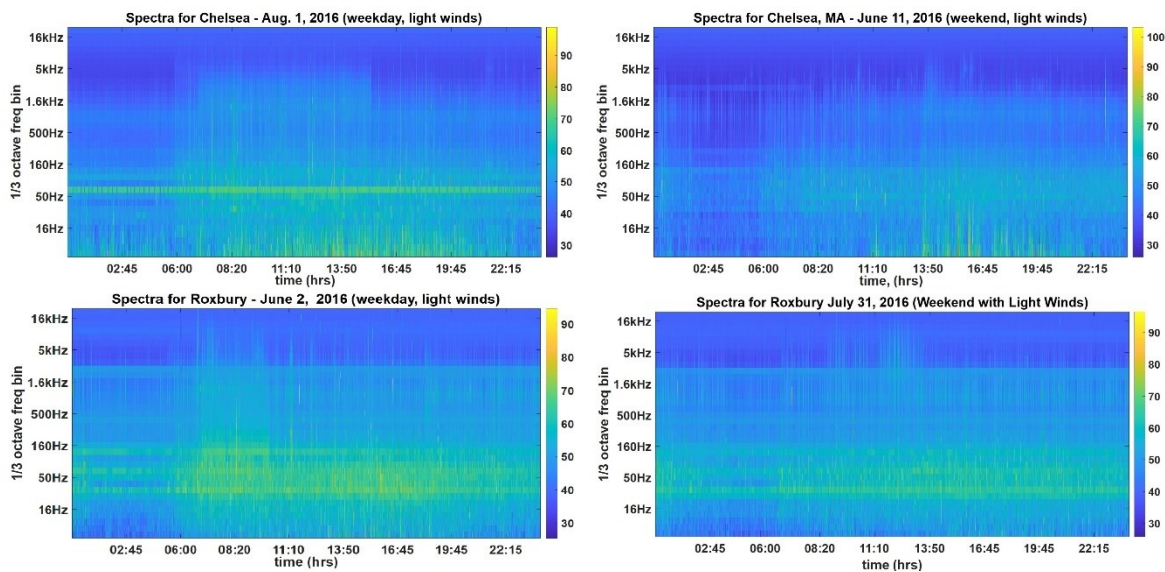 Spectra for Chelsea - Aug. 1, 2016 (weekday, light winds)
16kHz
5kHz
1.6kHz
500Hz
160Hz
50Hz
16Hz
1/3 octave freq bin
02:45 06:00 08:20 11:10 13:50 16:45 19:45 22:15
time (hrs)
90
80
70
60
50
40
30
Spectra for Chelsea, MA - June 11, 2016 (weekend, light winds)
16kHz
5kHz
1.6kHz
500Hz
160Hz
50Hz
16Hz
1/3 octave freq bin
02:45 06:00 08:20 11:10 13:50 16:45 19:45 22:15
time, (hrs)
100
90
80
70
60
50
40
30
Spectra for Roxbury - June 2, 2016 (weekday, light winds)
16kHz
5kHz
1.6kHz
500Hz
160Hz
50Hz
16Hz
1/3 octave freq bin
02:45 06:00 08:20 11:10 13:50 16:45 19:45 22:15
time (hrs)
90
80
70
60
50
40
30
Spectra for Roxbury July 31, 2016 (Weekend with Light Winds)
16kHz
5kHz
1.6kHz
500Hz
160Hz
50Hz
16Hz
1/3 octave freq bin
02:45 06:00 08:20 11:10 13:50 16:45 19:45 22:15
time (hrs)
90
80
70
60
50
40
30